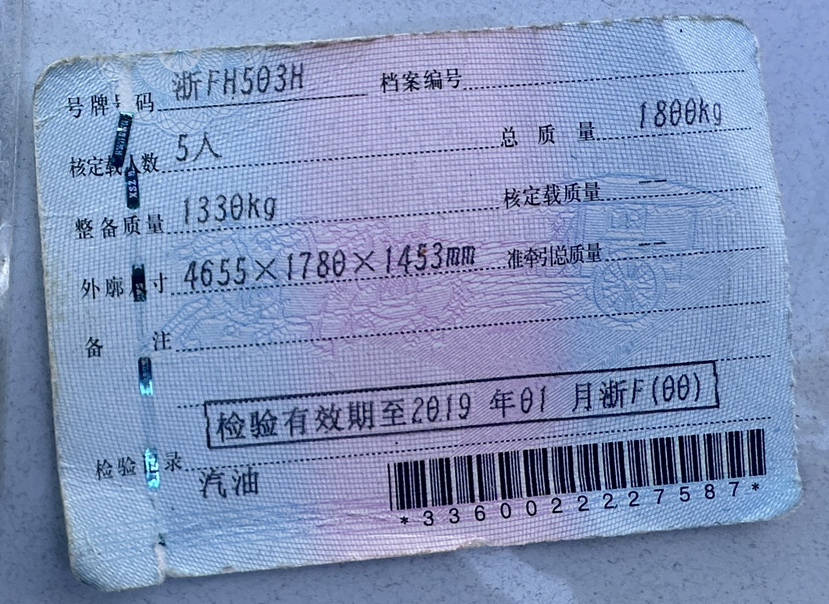 号牌号码 浙FH503H 档案编号
核定载人数 5人 总质量 1800kg
整备质量 1330kg 核定载质量 --
外廓尺寸 4655×1780×1453mm 准牵引总质量 --
备注
检验有效期至2019年01月浙F(00)
检验记录 汽油
*3360022227587*